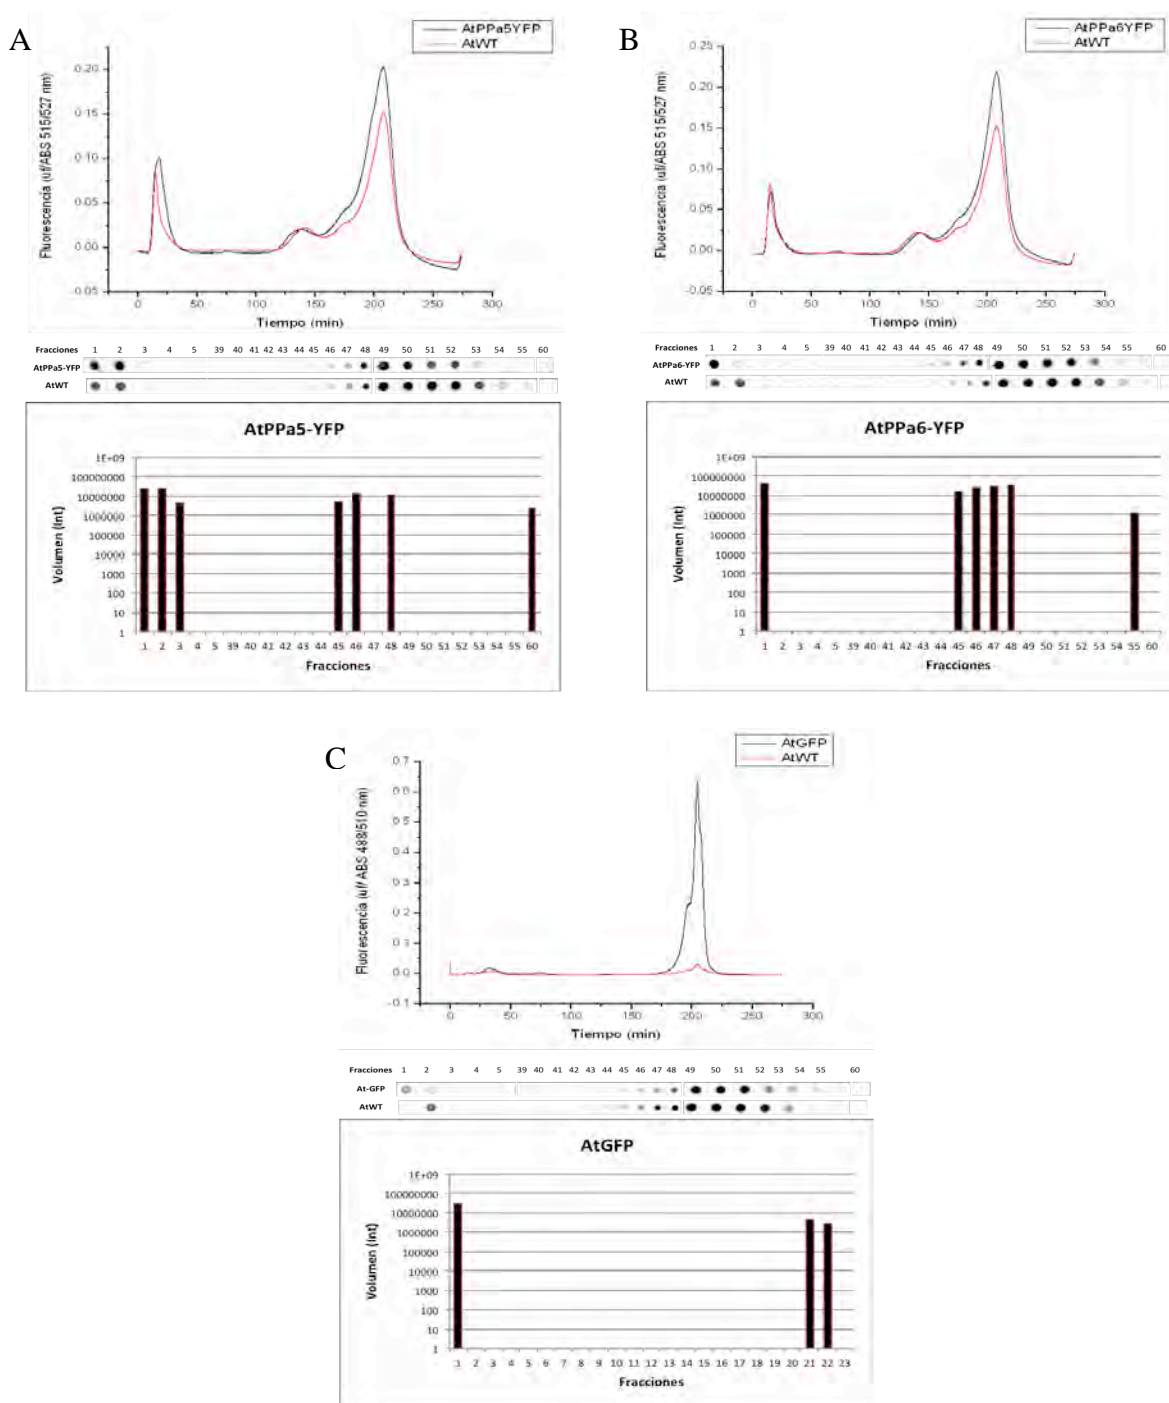 A
AtPPa5YFP
AtWT
Fluorescencia (uf/ABS 515/527 nm)
0.20
0.15
0.10
0.05
0.00
-0.05
0 50 100 150 200 250 300
Tiempo (min)
Fracciones 1 2 3 4 5 39 40 41 42 43 44 45 46 47 48 49 50 51 52 53 54 55 60
AtPPa5-YFP
AtWT
AtPPa5-YFP
Volumen (Int)
1E+09
100000000
10000000
1000000
100000
10000
1000
100
10
1
1 2 3 4 5 39 40 41 42 43 44 45 46 47 48 49 50 51 52 53 54 55 60
Fracciones
B
AtPPa6YFP
AtWT
Fluorescencia (uf/ABS 515/527 nm)
0.25
0.20
0.15
0.10
0.05
0.00
-0.05
0 50 100 150 200 250 300
Tiempo (min)
Fracciones 1 2 3 4 5 39 40 41 42 43 44 45 46 47 48 49 50 51 52 53 54 55 60
AtPPa6-YFP
AtWT
AtPPa6-YFP
Volumen (Int)
1E+09
100000000
10000000
1000000
100000
10000
1000
100
10
1
1 2 3 4 5 39 40 41 42 43 44 45 46 47 48 49 50 51 52 53 54 55 60
Fracciones
C
AtGFP
AtWT
Fluorescencia (uf/ ABS 488/510 nm)
0.7
0.6
0.5
0.4
0.3
0.2
0.1
0.0
-0.1
0 50 100 150 200 250 300
Tiempo (min)
Fracciones 1 2 3 4 5 39 40 41 42 43 44 45 46 47 48 49 50 51 52 53 54 55 60
At-GFP
AtWT
AtGFP
Volumen (Int)
1E+09
100000000
10000000
1000000
100000
10000
1000
100
10
1
1 2 3 4 5 6 7 8 9 10 11 12 13 14 15 16 17 18 19 20 21 22 23
Fracciones